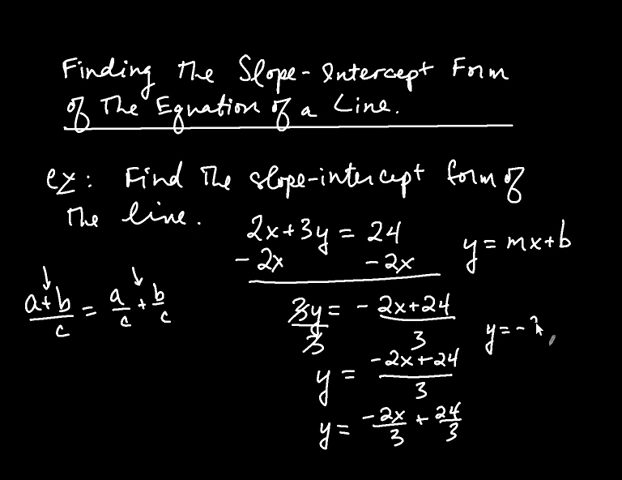 Finding The Slope-Intercept Form
of The Equation of a Line.
ex: Find The slope-intercept form of
The line.
2x+3y = 24
y = mx+b
-2x -2x
a+b/c = a/c + b/c
3y/3 = -2x+24/3
y = -
y = -2x+24/3
y = -2x/3 + 24/3